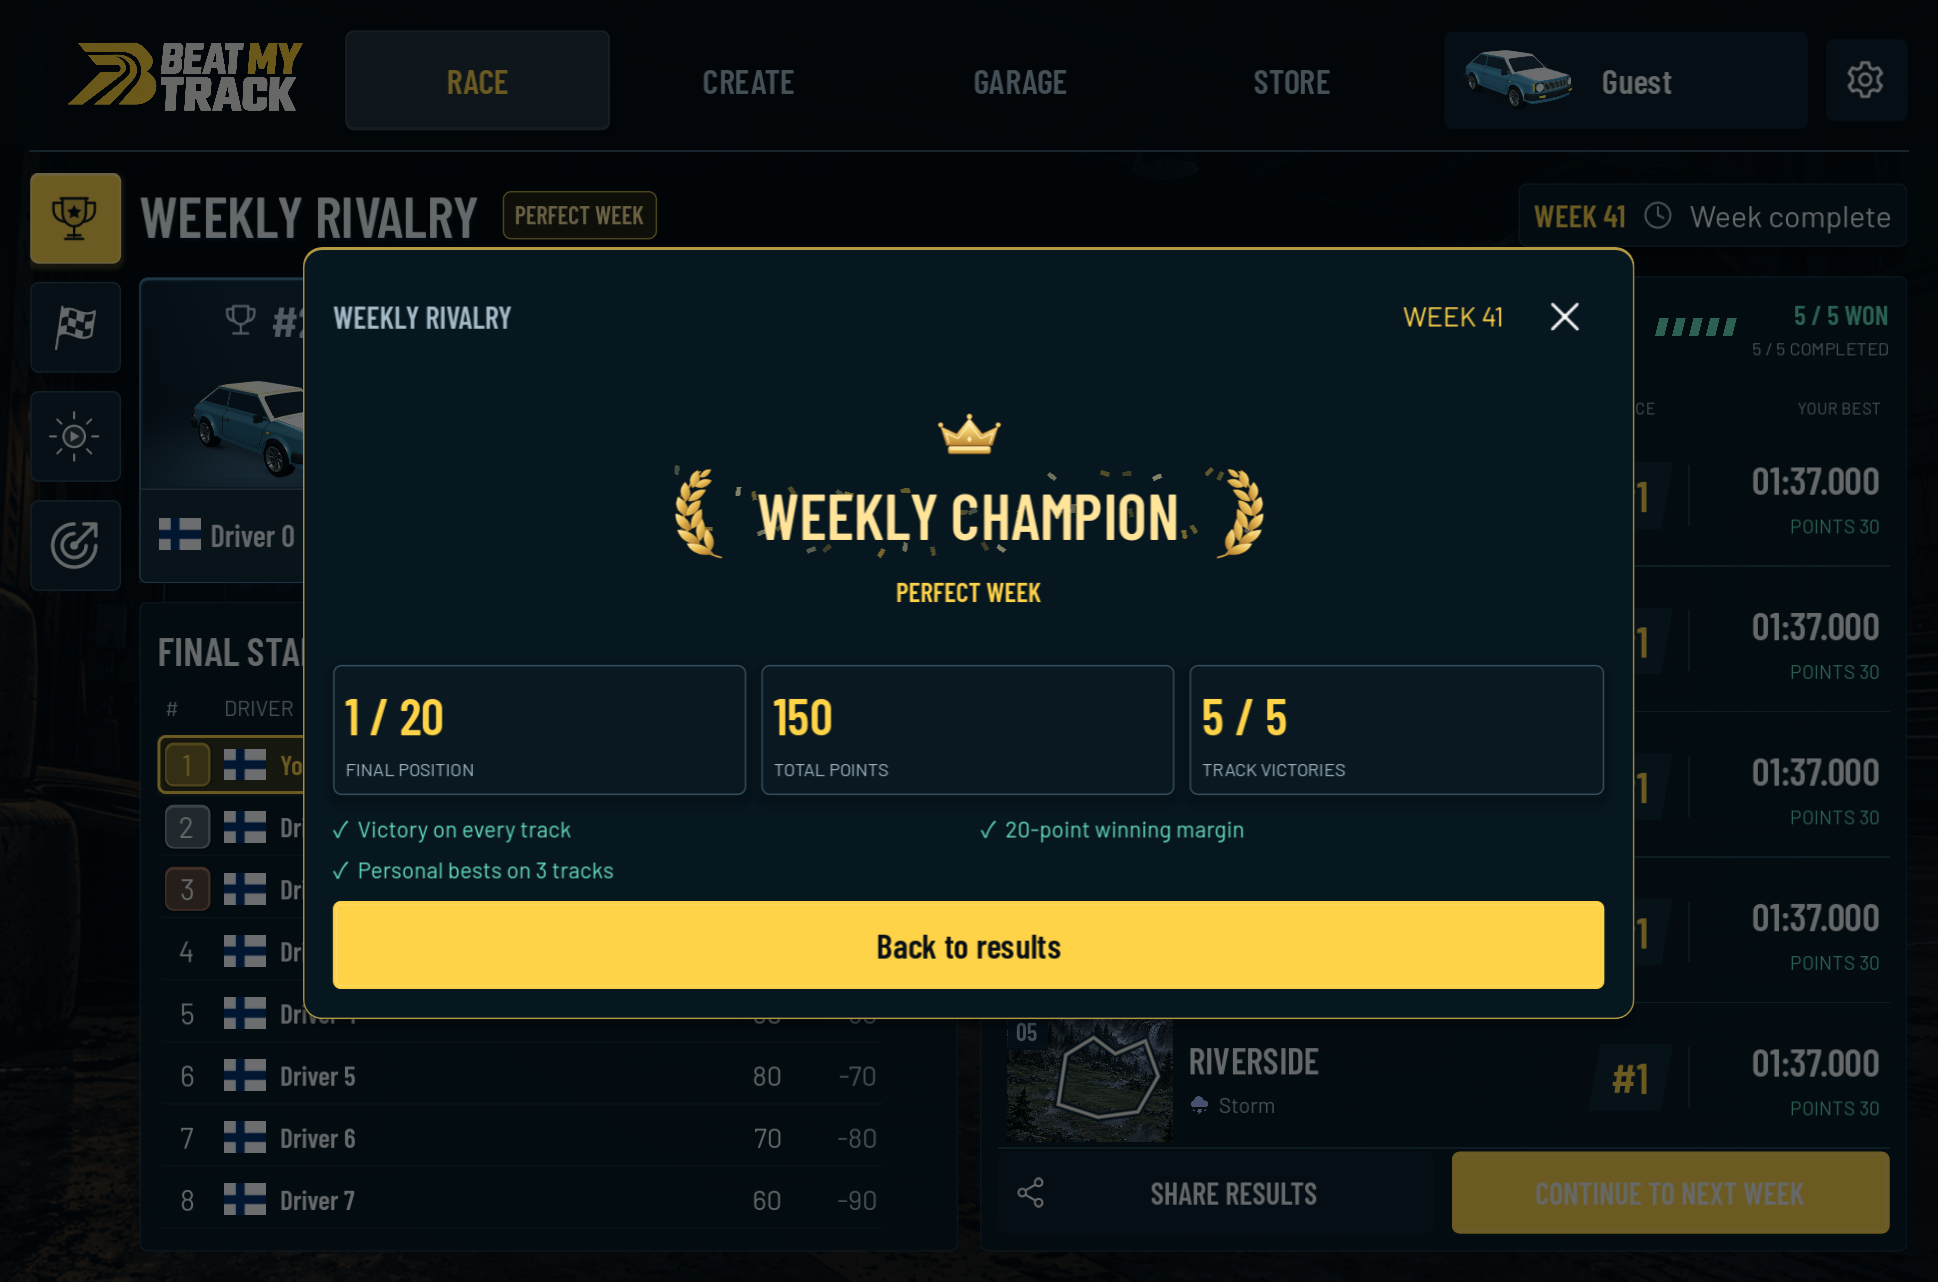 BEAT MY TRACK
RACE
CREATE
GARAGE
STORE
Guest
WEEKLY RIVALRY
PERFECT WEEK
WEEK 41
Week complete
WEEKLY RIVALRY
WEEK 41
5 / 5 WON
5 / 5 COMPLETED
YOUR BEST
WEEKLY CHAMPION
PERFECT WEEK
01:37.000
POINTS 30
Driver 0
01:37.000
POINTS 30
FINAL
# DRIVER
1 / 20
FINAL POSITION
150
TOTAL POINTS
5 / 5
TRACK VICTORIES
1
2
3
4
5
01:37.000
POINTS 30
✓ Victory on every track
✓ 20-point winning margin
✓ Personal bests on 3 tracks
Back to results
01:37.000
POINTS 30
6 Driver 5 80 -70
7 Driver 6 70 -80
8 Driver 7 60 -90
05
RIVERSIDE
Storm
#1
01:37.000
POINTS 30
SHARE RESULTS
CONTINUE TO NEXT WEEK